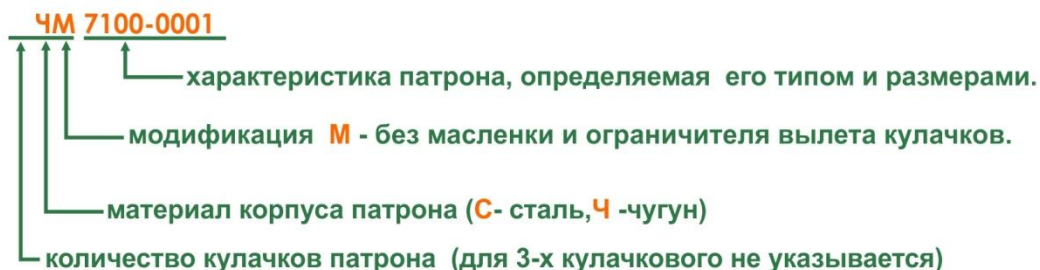 ЧМ 7100-0001
характеристика патрона, определяемая его типом и размерами.
модификация М - без масленки и ограничителя вылета кулачков.
материал корпуса патрона (С- сталь,Ч -чугун)
количество кулачков патрона (для 3-х кулачкового не указывается)